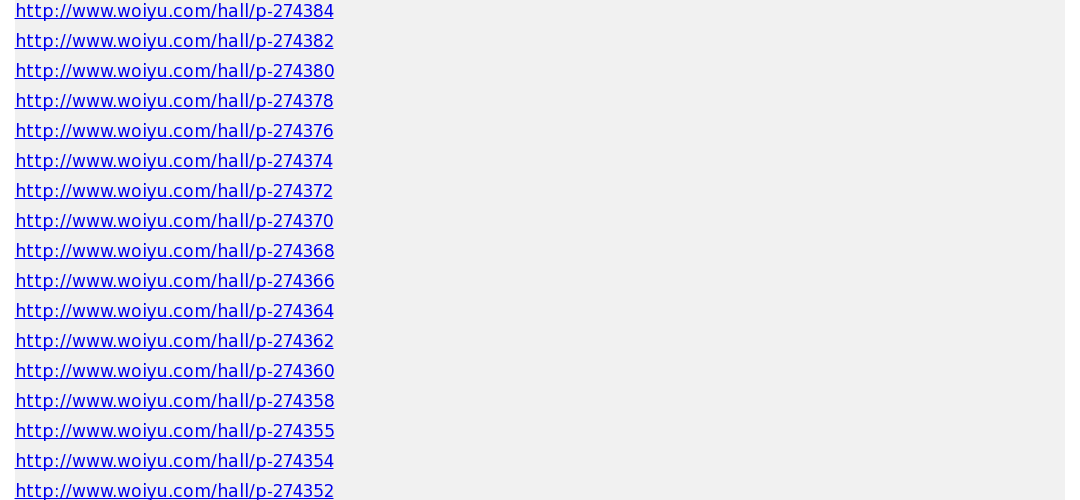 http://www.woiyu.com/hall/p-274384
http://www.woiyu.com/hall/p-274382
http://www.woiyu.com/hall/p-274380
http://www.woiyu.com/hall/p-274378
http://www.woiyu.com/hall/p-274376
http://www.woiyu.com/hall/p-274374
http://www.woiyu.com/hall/p-274372
http://www.woiyu.com/hall/p-274370
http://www.woiyu.com/hall/p-274368
http://www.woiyu.com/hall/p-274366
http://www.woiyu.com/hall/p-274364
http://www.woiyu.com/hall/p-274362
http://www.woiyu.com/hall/p-274360
http://www.woiyu.com/hall/p-274358
http://www.woiyu.com/hall/p-274355
http://www.woiyu.com/hall/p-274354
http://www.woiyu.com/hall/p-274352